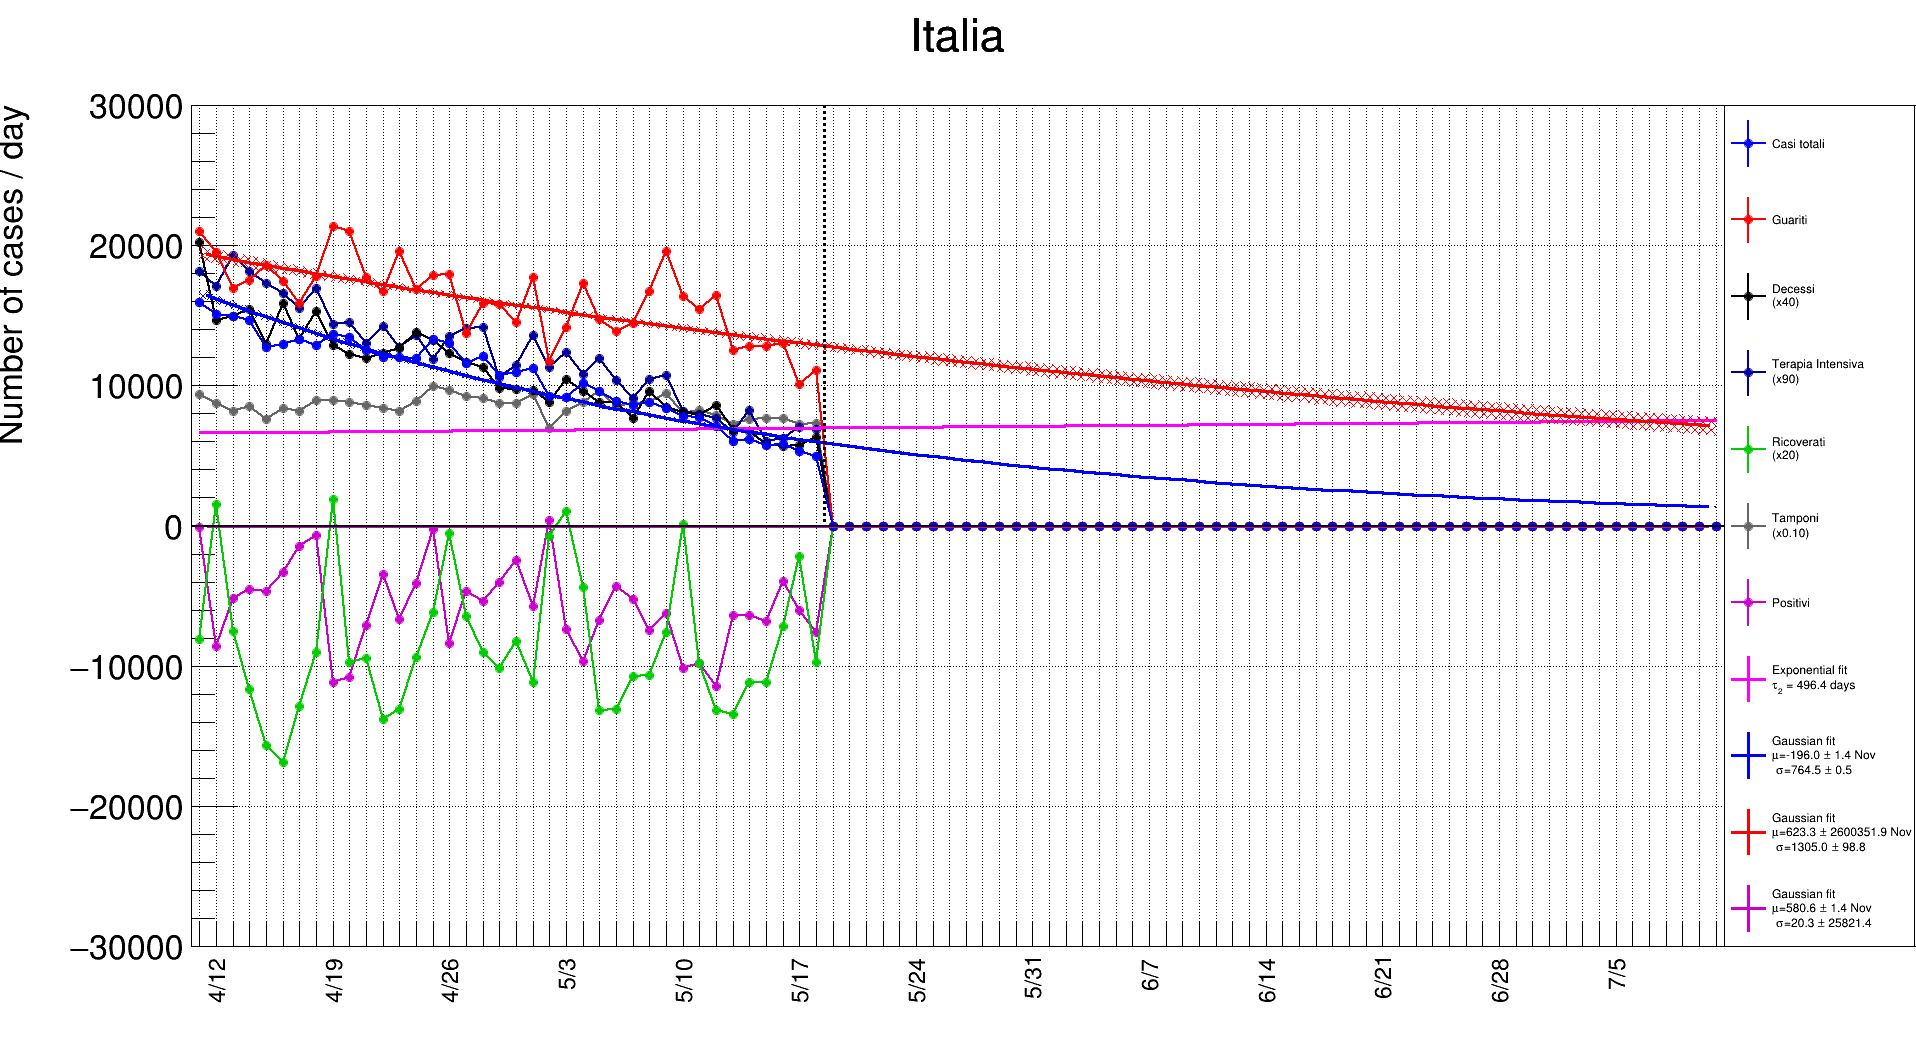 Italia
Number of cases / day
30000
20000
10000
0
−10000
−20000
−30000
4/12
4/19
4/26
5/3
5/10
5/17
5/24
5/31
6/7
6/14
6/21
6/28
7/5
Casi totali
Guariti
Decessi
(x40)
Terapia Intensiva
(x90)
Ricoverati
(x20)
Tamponi
(x0.10)
Positivi
Exponential fit
τ2 = 496.4 days
Gaussian fit
μ=-196.0 ± 1.4 Nov
σ=764.5 ± 0.5
Gaussian fit
μ=623.3 ± 2600351.9 Nov
σ=1305.0 ± 98.8
Gaussian fit
μ=580.6 ± 1.4 Nov
σ=20.3 ± 25821.4